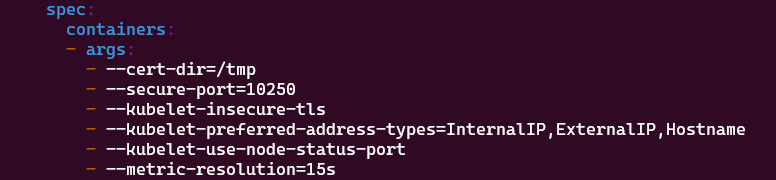 spec:
containers:
- args:
- --cert-dir=/tmp
- --secure-port=10250
- --kubelet-insecure-tls
- --kubelet-preferred-address-types=InternalIP,ExternalIP,Hostname
- --kubelet-use-node-status-port
- --metric-resolution=15s